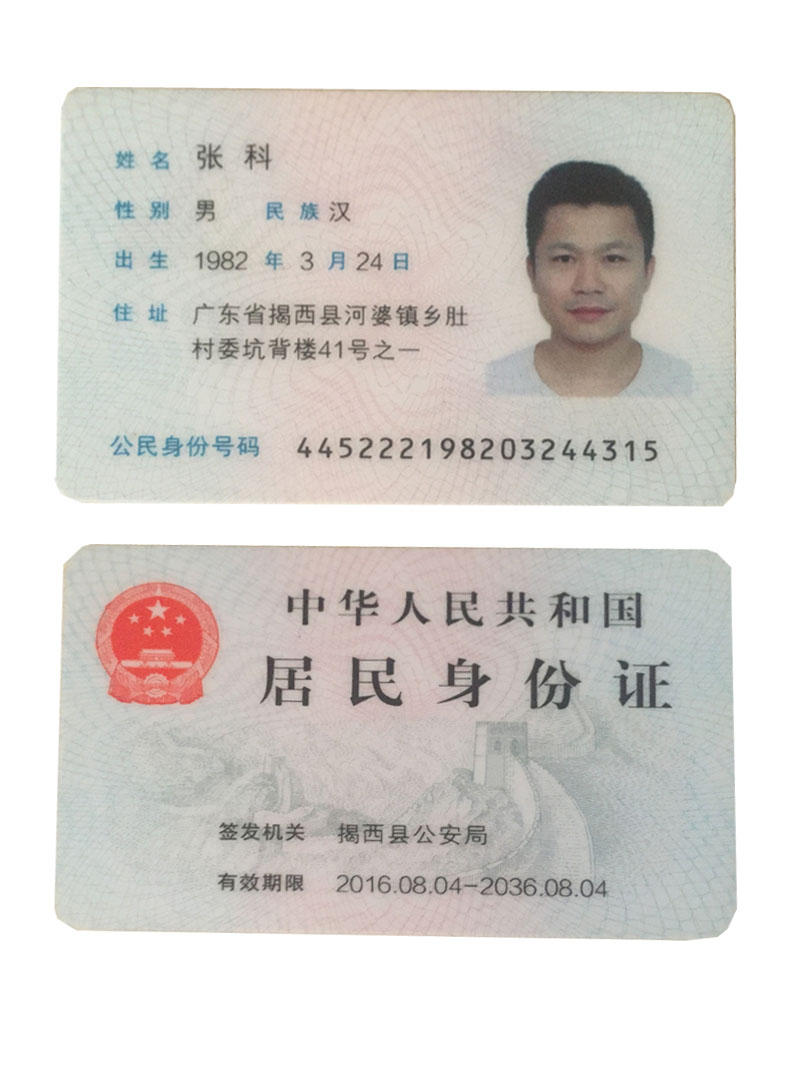 姓名 张科
性别 男 民族 汉
出生 1982 年 3 月 24 日
住址 广东省揭西县河婆镇乡肚
村委坑背楼41号之一
公民身份号码 445222198203244315
中华人民共和国
居民身份证
签发机关 揭西县公安局
有效期限 2016.08.04-2036.08.04